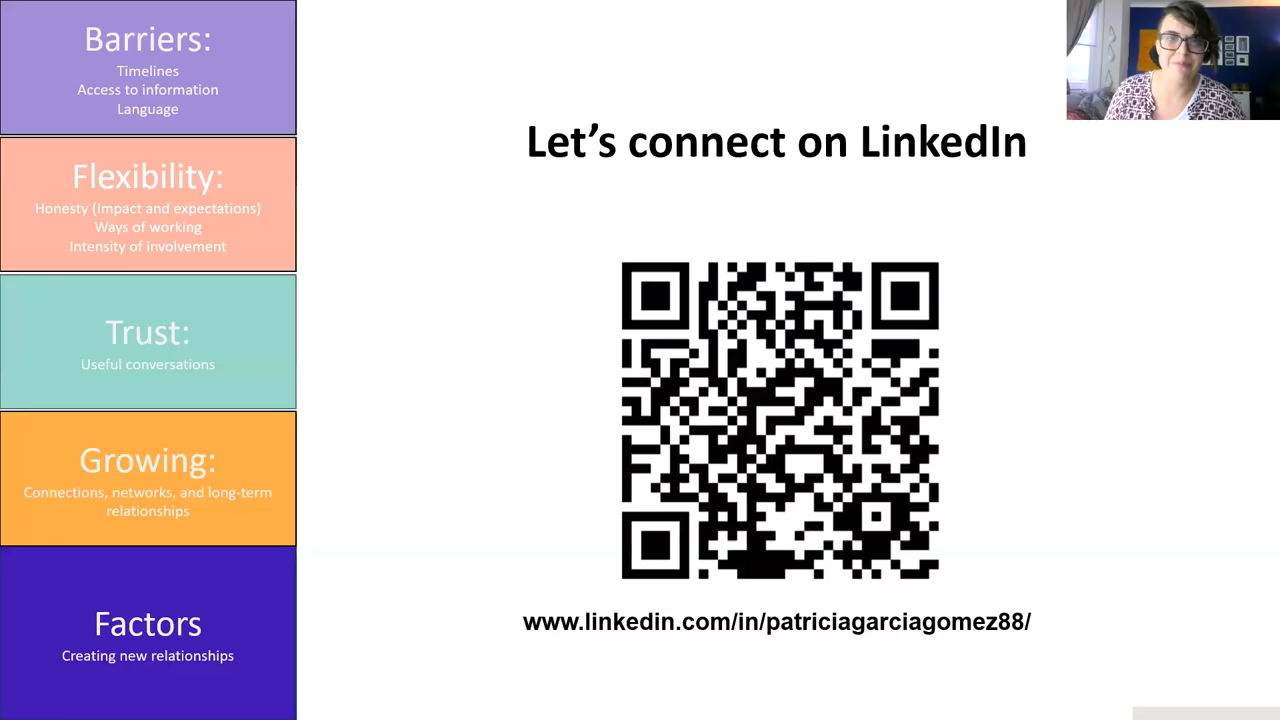 Barriers:
Timelines
Access to information
Language
Flexibility:
Honesty (Impact and expectations)
Ways of working
Intensity of involvement
Trust:
Useful conversations
Growing:
Connections, networks, and long-term
relationships
Factors
Creating new relationships
Let’s connect on LinkedIn
www.linkedin.com/in/patriciagarciagomez88/